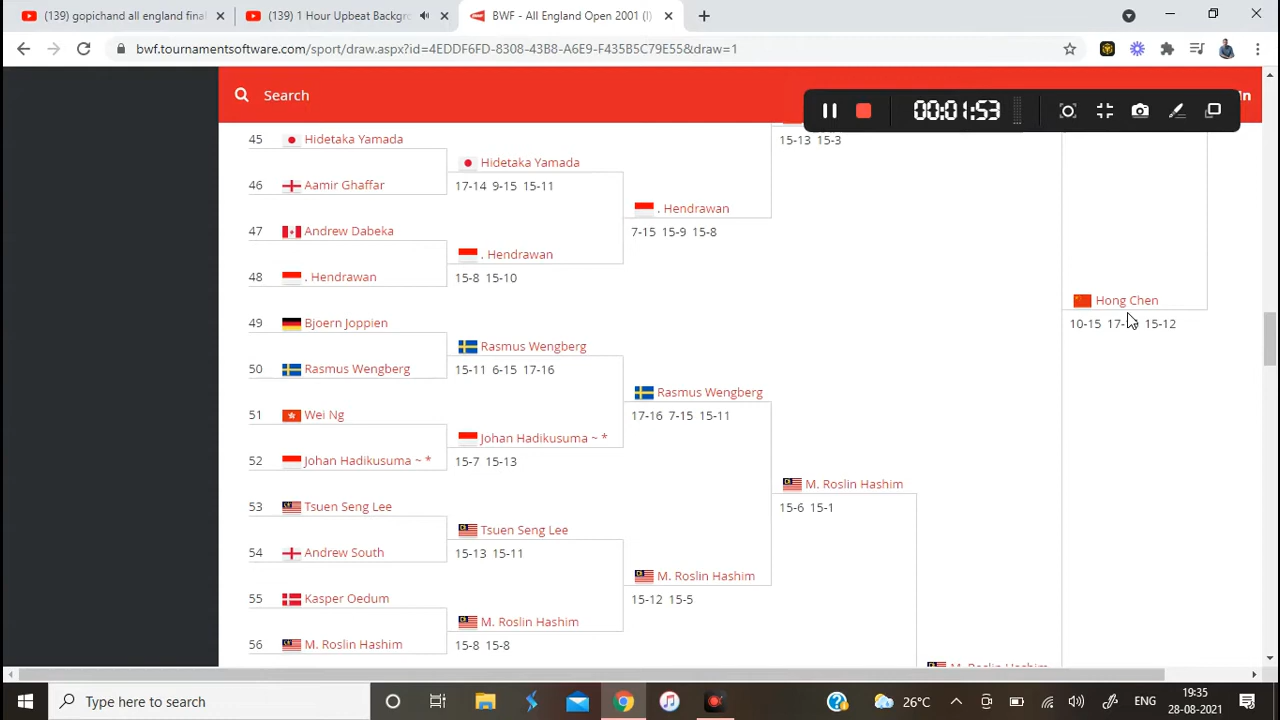 (139) gopichand all england final
(139) 1 Hour Upbeat Backgr
BWF - All England Open 2001 (I)
bwf.tournamentsoftware.com/sport/draw.aspx?id=4EDDF6FD-8308-43B8-A6E9-F435B5C79E55&draw=1
Search
00:01:53
in
15-13 15-3
45 Hidetaka Yamada
Hidetaka Yamada
46 Aamir Ghaffar
17-14 9-15 15-11
. Hendrawan
47 Andrew Dabeka
7-15 15-9 15-8
. Hendrawan
48 . Hendrawan
15-8 15-10
Hong Chen
49 Bjoern Joppien
10-15 17- 15-12
Rasmus Wengberg
50 Rasmus Wengberg
15-11 6-15 17-16
Rasmus Wengberg
51 Wei Ng
17-16 7-15 15-11
Johan Hadikusuma ~ *
52 Johan Hadikusuma ~ *
15-7 15-13
M. Roslin Hashim
53 Tsuen Seng Lee
15-6 15-1
Tsuen Seng Lee
54 Andrew South
15-13 15-11
M. Roslin Hashim
55 Kasper Oedum
15-12 15-5
M. Roslin Hashim
56 M. Roslin Hashim
15-8 15-8
M. Roslin Hashim
Type here to search
26°C
ENG
19:35
28-08-2021